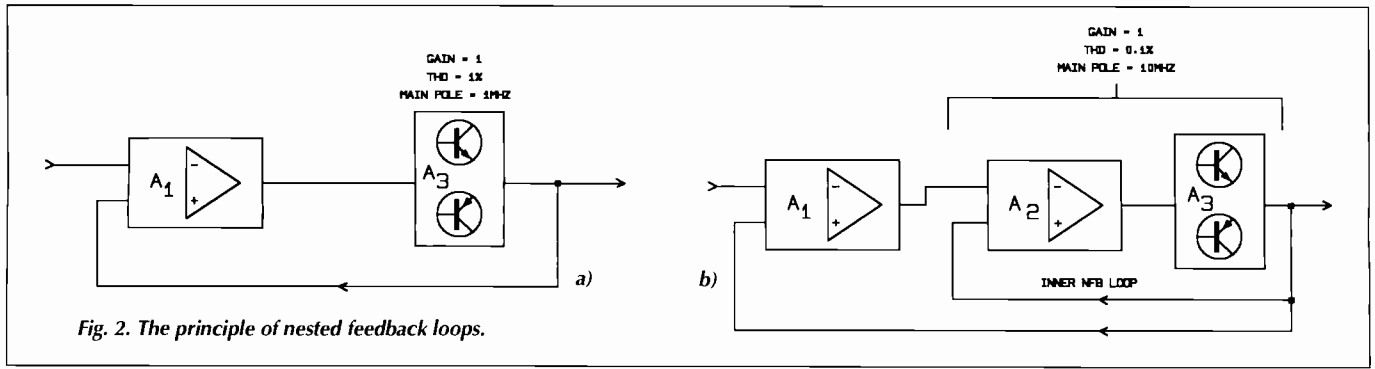 GAIN = 1
THD = 1%
MAIN POLE = 1MHZ
A1
-
+
A3
a)
GAIN = 1
THD = 0.1%
MAIN POLE = 10MHZ
A1
-
+
A2
-
+
A3
b)
INNER NFB LOOP
Fig. 2. The principle of nested feedback loops.